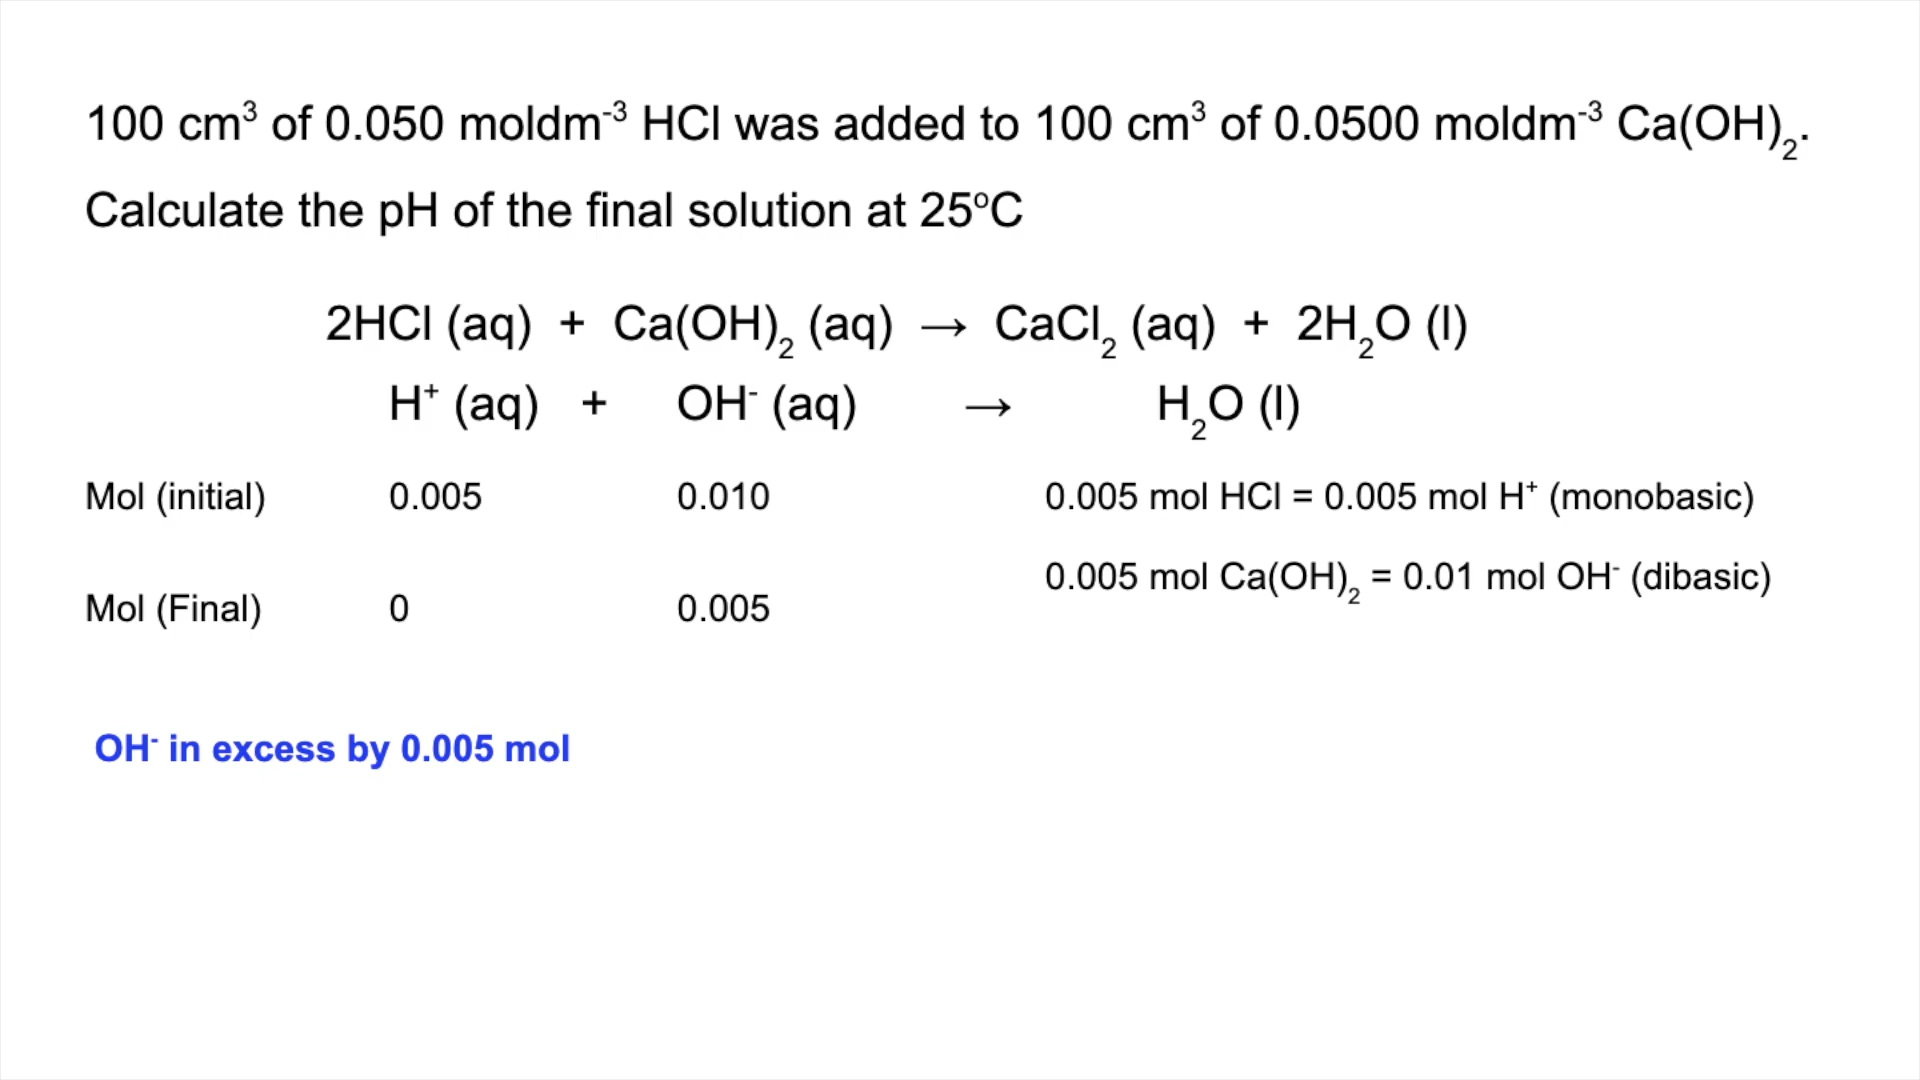 100 cm³ of 0.050 moldm⁻³ HCl was added to 100 cm³ of 0.0500 moldm⁻³ Ca(OH)₂.
Calculate the pH of the final solution at 25ºC
2HCl (aq) + Ca(OH)₂ (aq) → CaCl₂ (aq) + 2H₂O (l)
H⁺ (aq) + OH⁻ (aq) → H₂O (l)
Mol (initial) 0.005 0.010 0.005 mol HCl = 0.005 mol H⁺ (monobasic)
0.005 mol Ca(OH)₂ = 0.01 mol OH⁻ (dibasic)
Mol (Final) 0 0.005
OH⁻ in excess by 0.005 mol